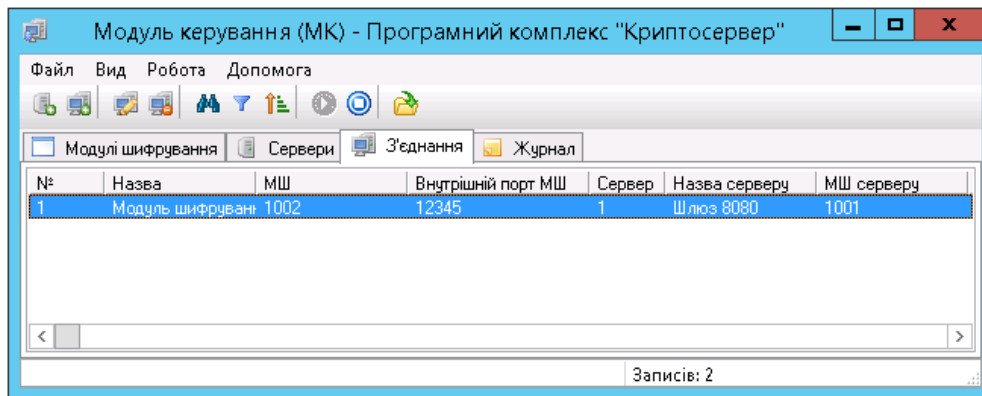 Модуль керування (МК) - Програмний комплекс "Криптосервер"
Файл Вид Робота Допомога
Модулі шифрування Сервери З'єднання Журнал
№ Назва МШ Внутрішній порт МШ Сервер Назва серверу МШ серверу
1 Модуль шифруванн 1002 12345 1 Шлюз 8080 1001
Записів: 2